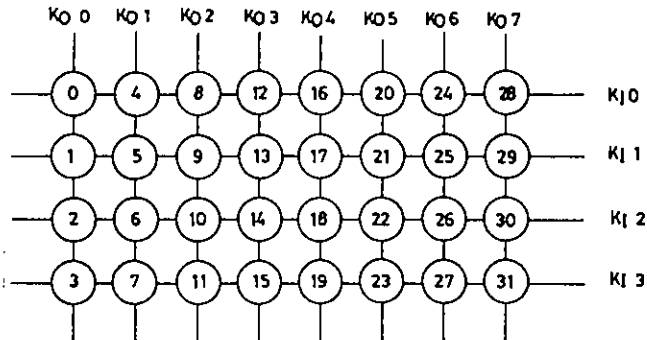 KO 0 KO 1 KO 2 KO 3 KO 4 KO 5 KO 6 KO 7
0 4 8 12 16 20 24 28 KI 0
1 5 9 13 17 21 25 29 KI 1
2 6 10 14 18 22 26 30 KI 2
3 7 11 15 19 23 27 31 KI 3